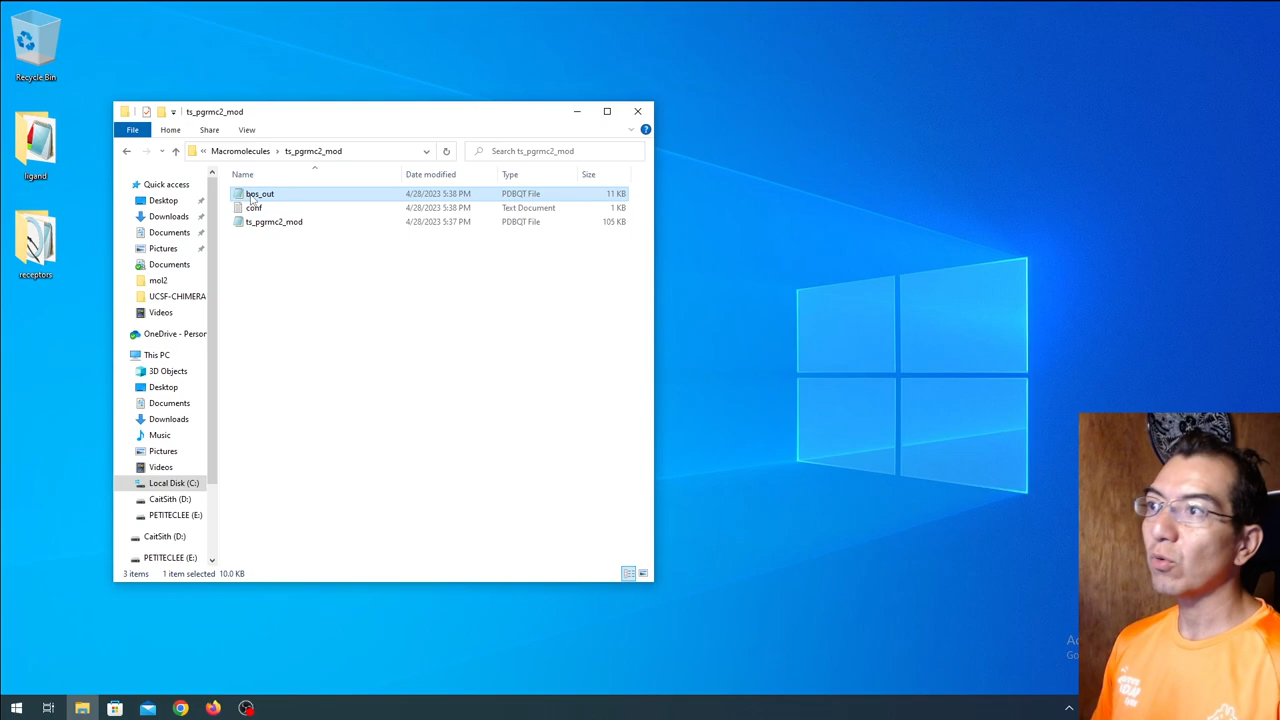 Recycle Bin
ligand
receptors
ts_pgrmc2_mod
File
Home
Share
View
« Macromolecules › ts_pgrmc2_mod
Search ts_pgrmc2_mod
Name
Date modified
Type
Size
bos_out
4/28/2023 5:38 PM
PDBQT File
11 KB
conf
4/28/2023 5:38 PM
Text Document
1 KB
ts_pgrmc2_mod
4/28/2023 5:37 PM
PDBQT File
105 KB
Quick access
Desktop
Downloads
Documents
Pictures
Documents
mol2
UCSF-CHIMERA
Videos
OneDrive - Person
This PC
3D Objects
Desktop
Documents
Downloads
Music
Pictures
Videos
Local Disk (C:)
CaitSith (D:)
PETITECLEE (E:)
CaitSith (D:)
PETITECLEE (E:)
3 items
1 item selected 10.0 KB